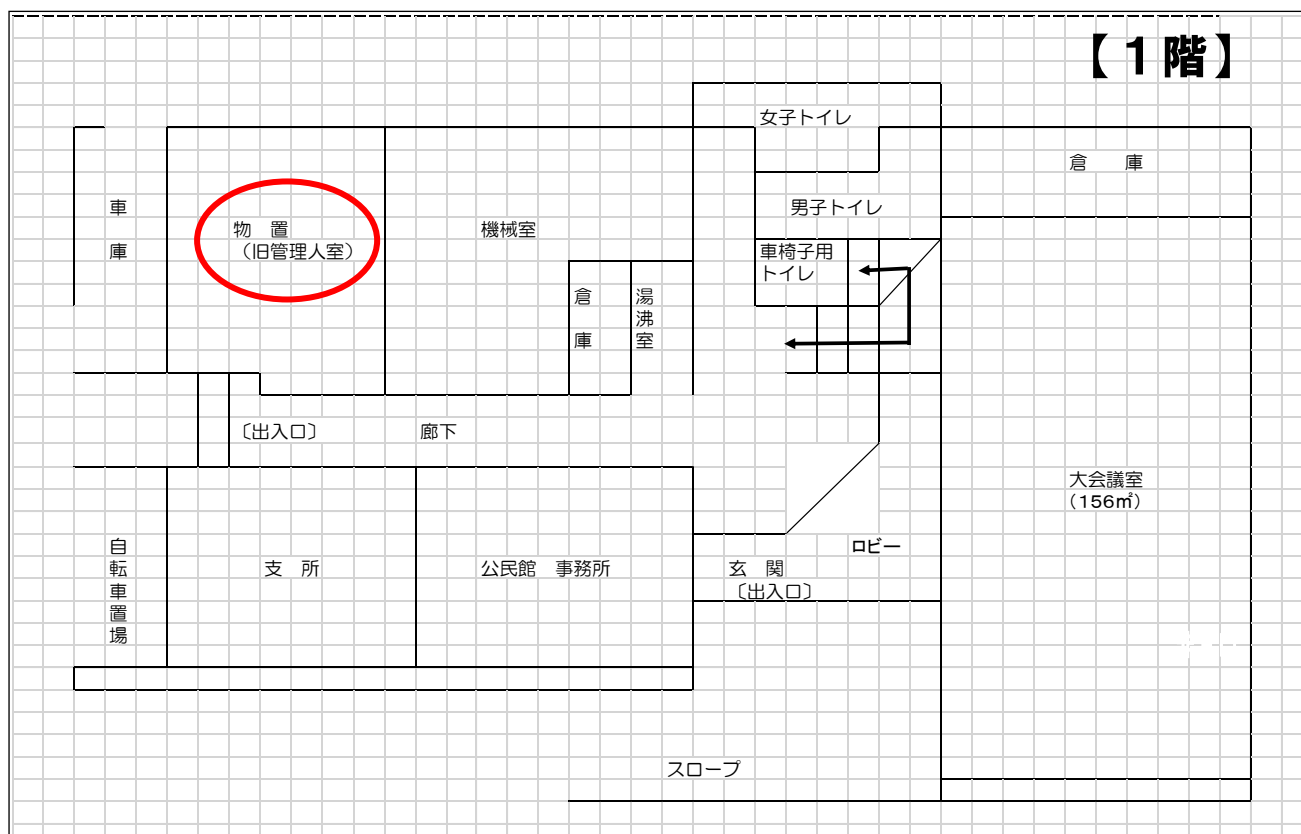 【１階】
女子トイレ
倉　庫
車庫
男子トイレ
物　置
（旧管理人室）
機械室
車椅子用
トイレ
倉庫
湯沸室
〔出入口〕
廊下
大会議室
（156㎡）
自転車置場
支　所
公民館　事務所
ロビー
玄　関
〔出入口〕
スロープ